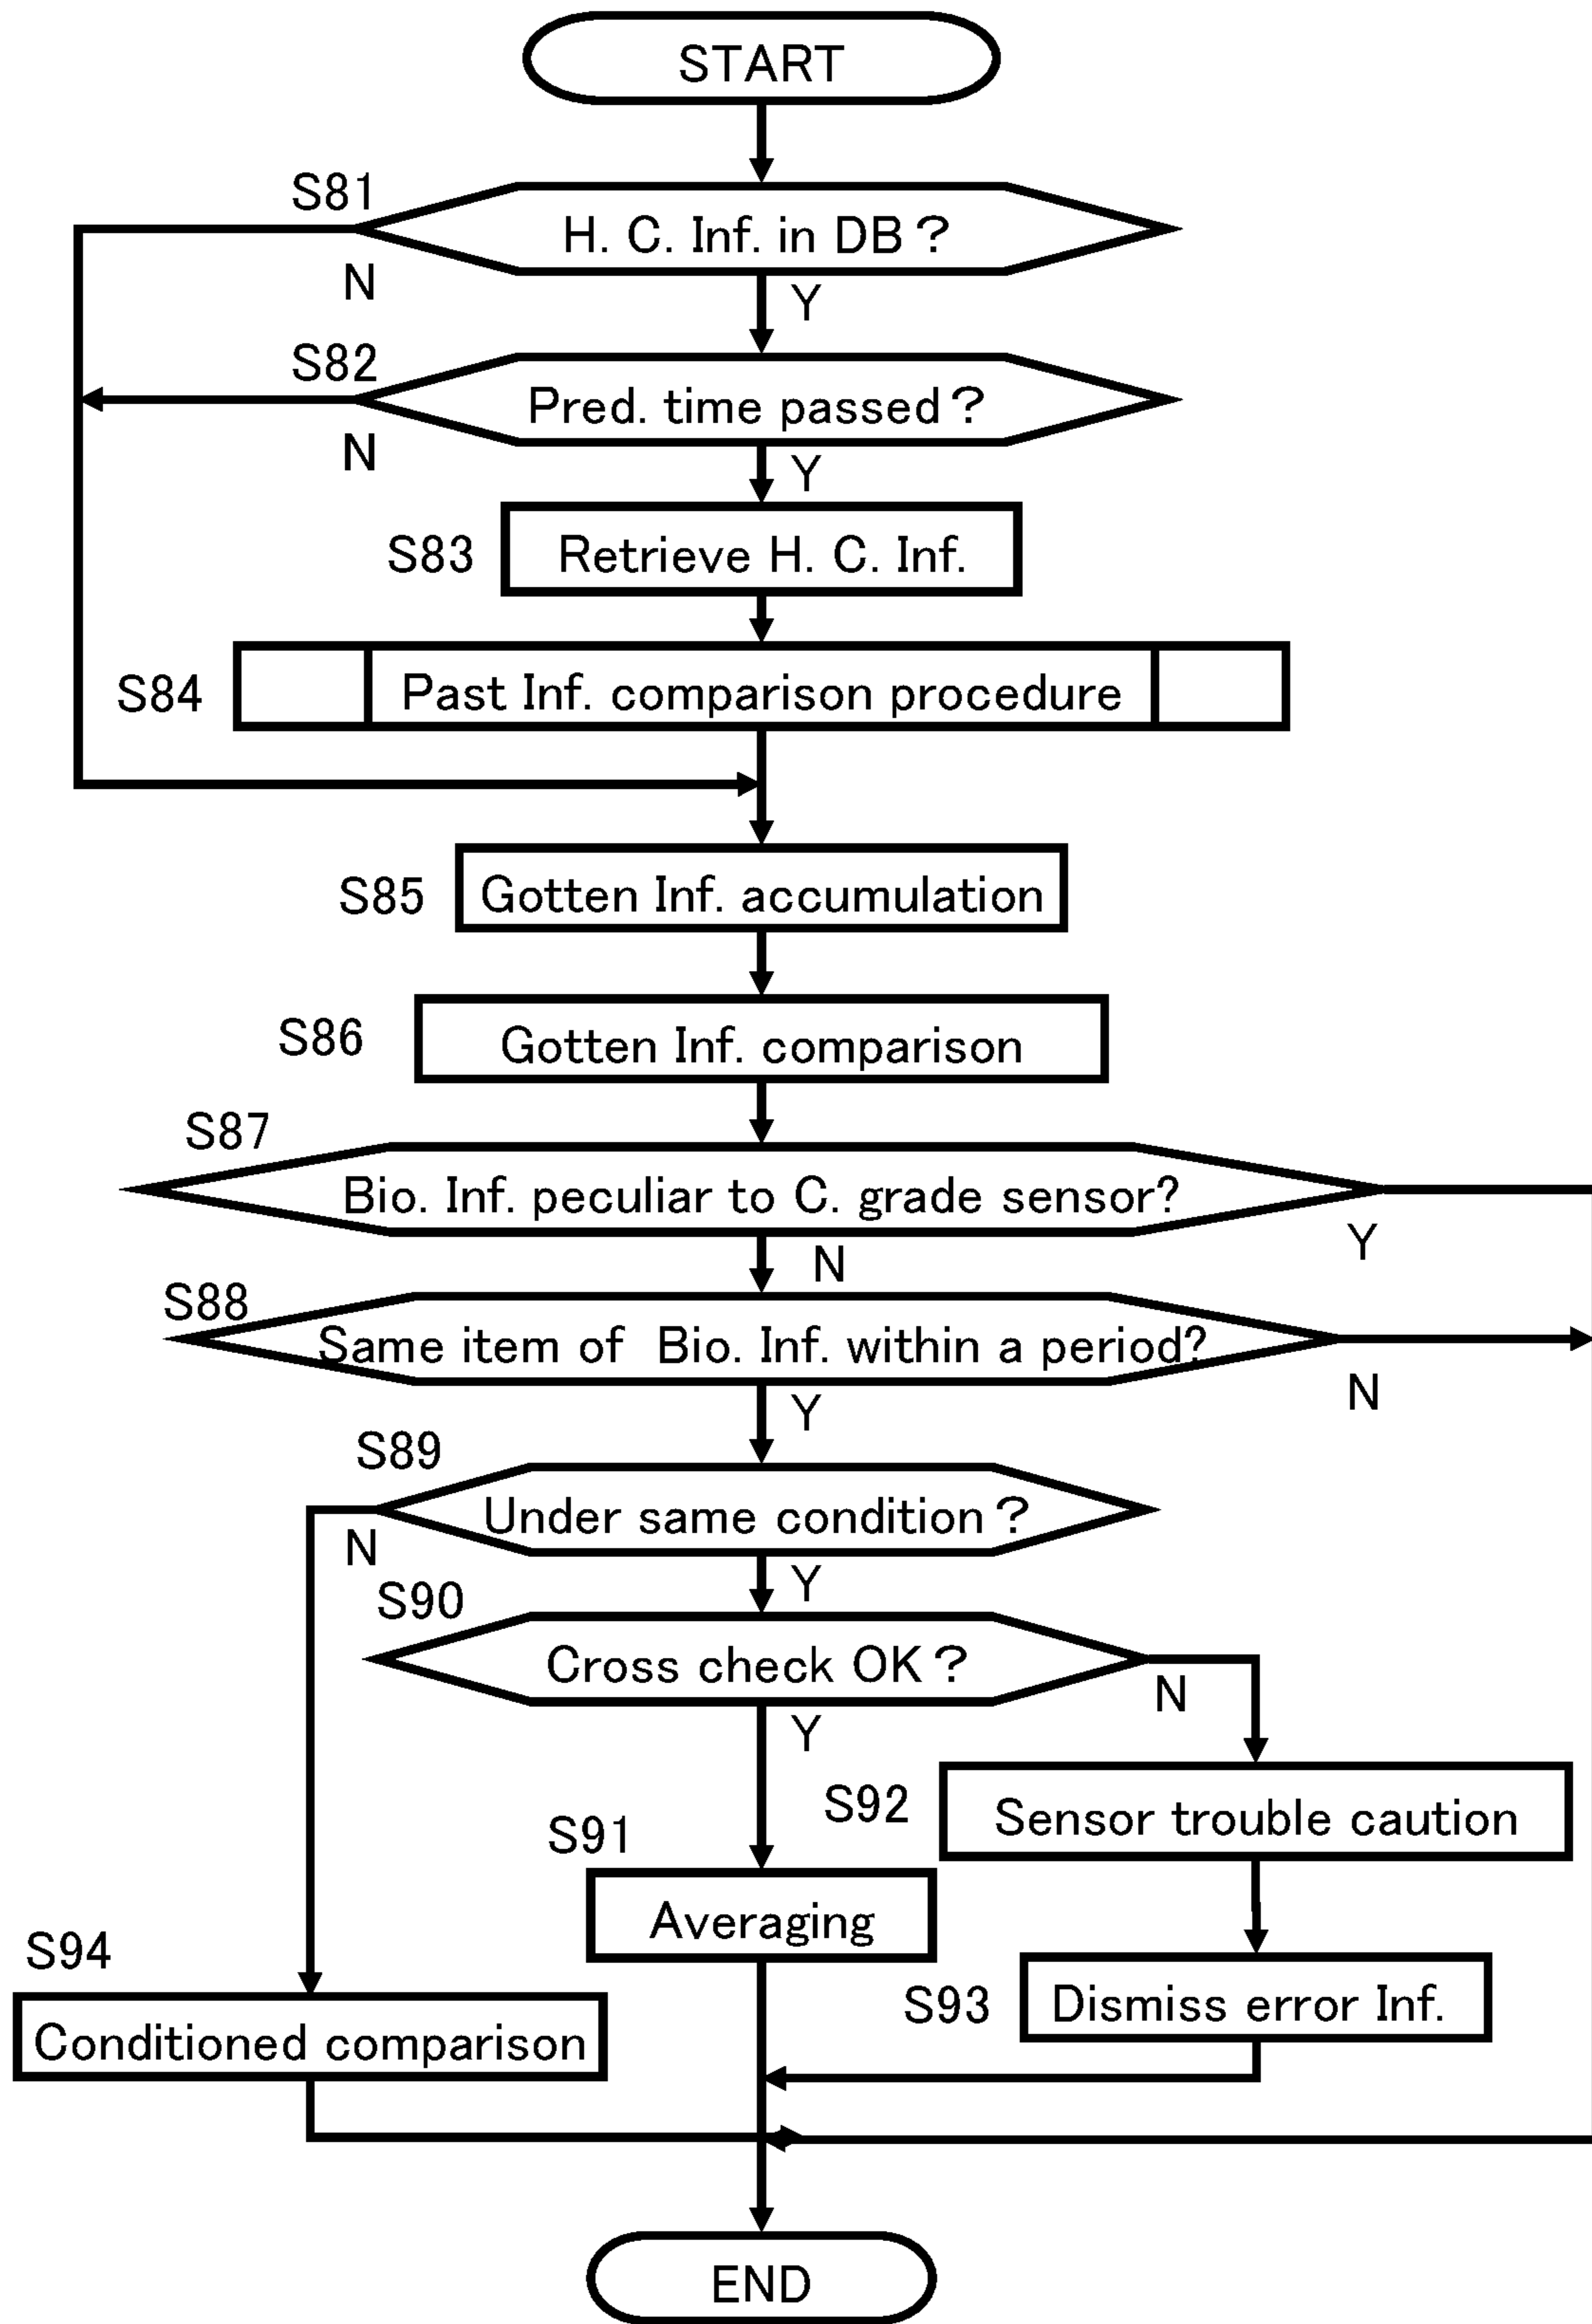 START
S81
H. C. Inf. in DB ?
N
Y
S82
Pred. time passed ?
N
Y
S83
Retrieve H. C. Inf.
S84
Past Inf. comparison procedure
S85
Gotten Inf. accumulation
S86
Gotten Inf. comparison
S87
Bio. Inf. peculiar to C. grade sensor?
Y
N
S88
Same item of Bio. Inf. within a period?
N
Y
S89
Under same condition ?
N
Y
S90
Cross check OK ?
N
Y
S92
Sensor trouble caution
S91
Averaging
S94
S93
Dismiss error Inf.
Conditioned comparison
END